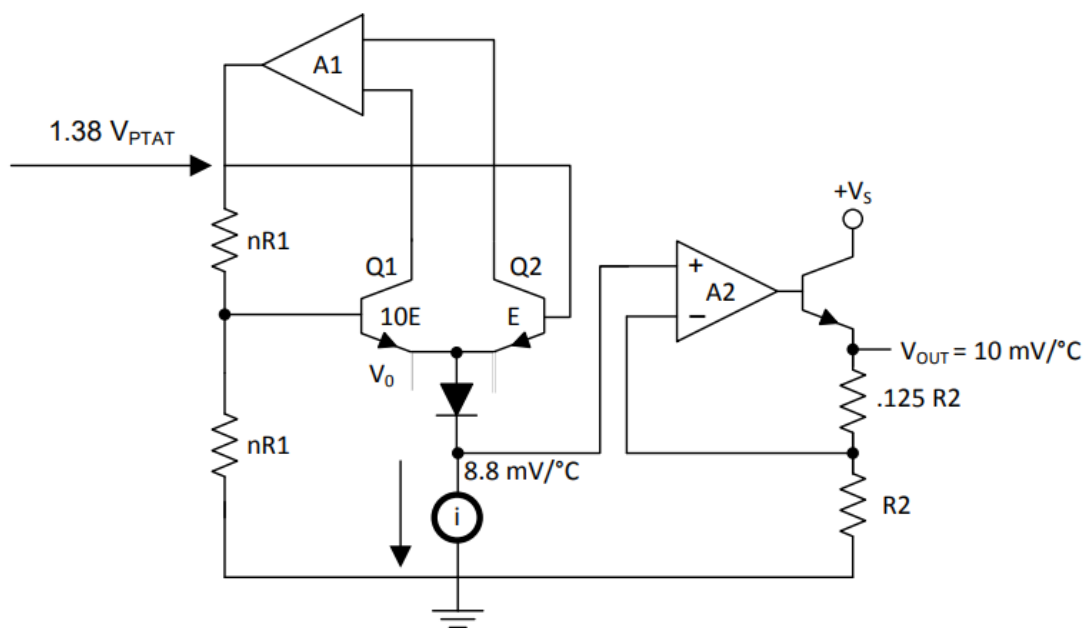 A1
1.38 VPTAT
+VS
nR1
Q1
Q2
+
A2
−
10E
E
VOUT = 10 mV/°C
V0
.125 R2
nR1
8.8 mV/°C
i
R2